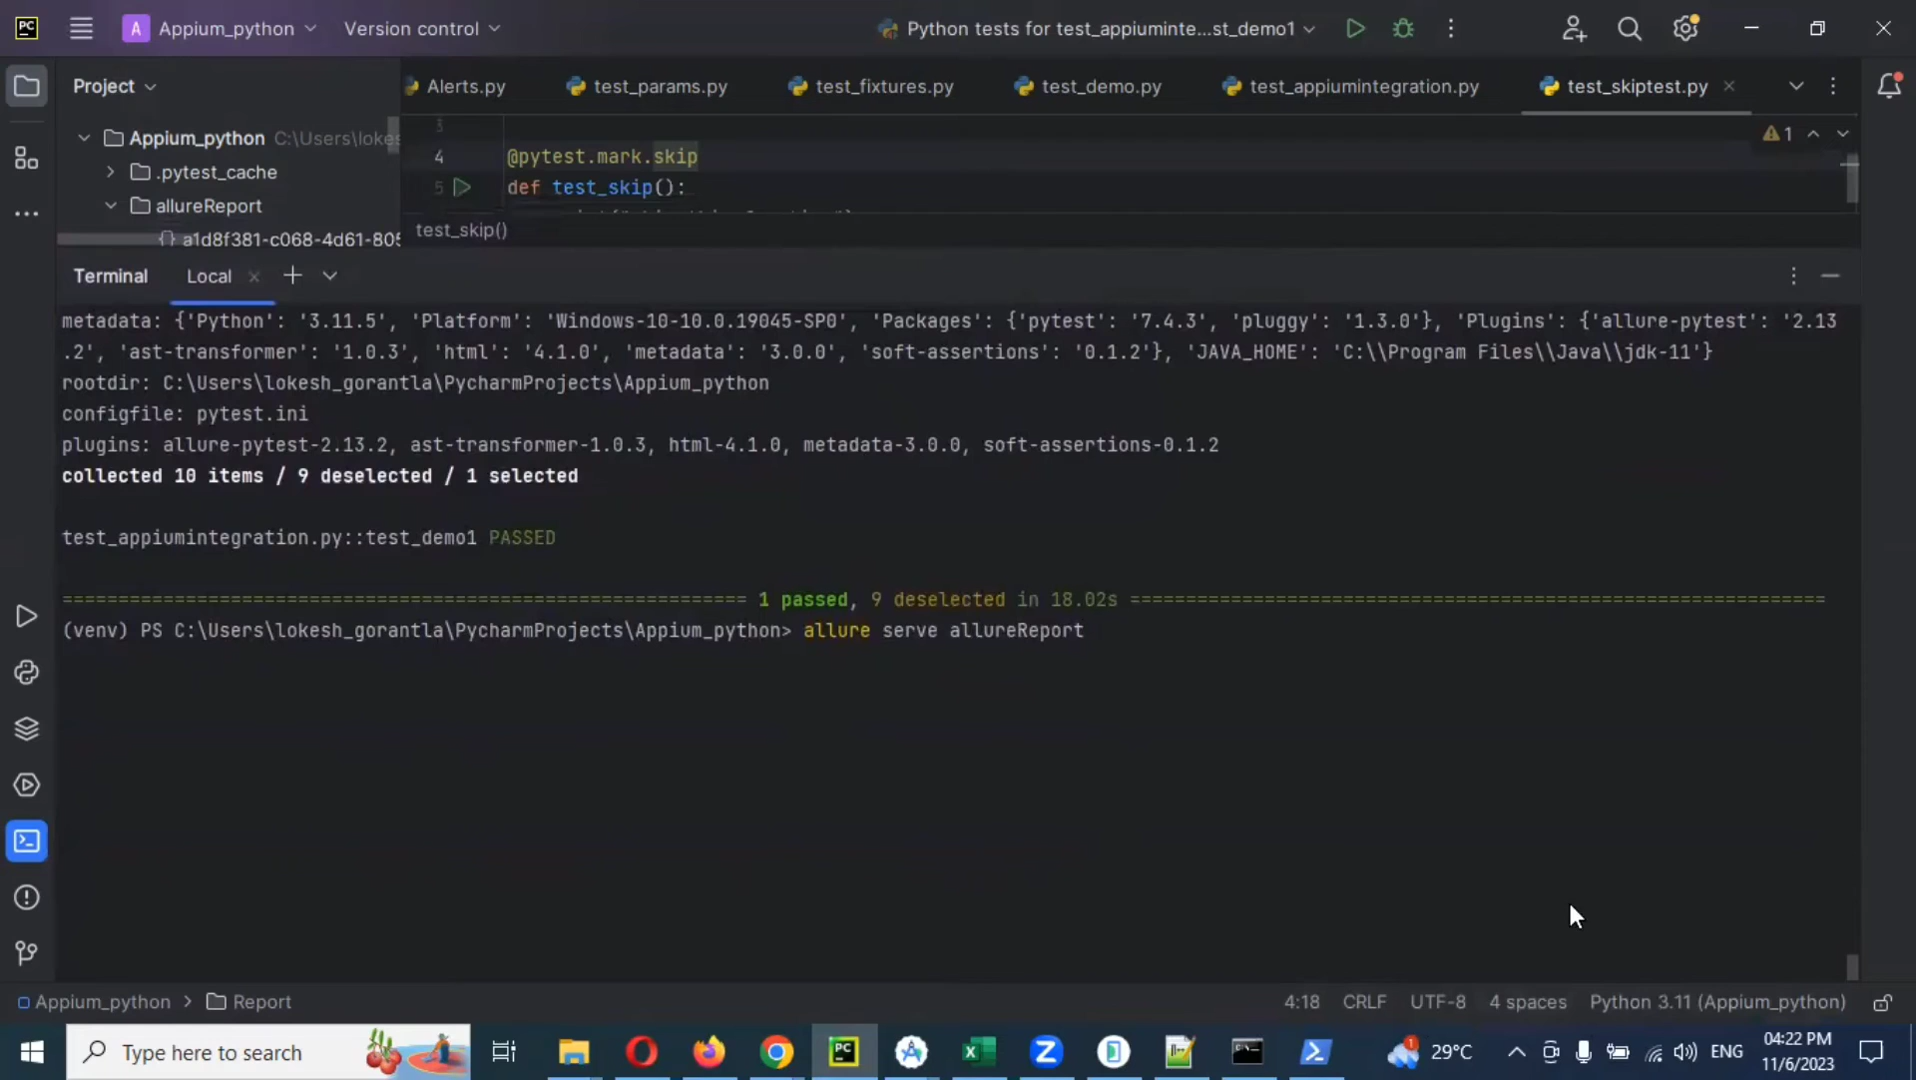 PC A Appium_python Version control Python tests for test_appiuminte...st_demo1
Project
Alerts.py test_params.py test_fixtures.py test_demo.py test_appiumintegration.py test_skiptest.py
Appium_python C:\Users\lokes
.pytest_cache
allureReport
a1d8f381-c068-4d61-805
3
4 @pytest.mark.skip
5 def test_skip():
1
test_skip()
Terminal Local
metadata: {'Python': '3.11.5', 'Platform': 'Windows-10-10.0.19045-SP0', 'Packages': {'pytest': '7.4.3', 'pluggy': '1.3.0'}, 'Plugins': {'allure-pytest': '2.13
.2', 'ast-transformer': '1.0.3', 'html': '4.1.0', 'metadata': '3.0.0', 'soft-assertions': '0.1.2'}, 'JAVA_HOME': 'C:\\Program Files\\Java\\jdk-11'}
rootdir: C:\Users\lokesh_gorantla\PycharmProjects\Appium_python
configfile: pytest.ini
plugins: allure-pytest-2.13.2, ast-transformer-1.0.3, html-4.1.0, metadata-3.0.0, soft-assertions-0.1.2
collected 10 items / 9 deselected / 1 selected
test_appiumintegration.py::test_demo1 PASSED
1 passed, 9 deselected in 18.02s
(venv) PS C:\Users\lokesh_gorantla\PycharmProjects\Appium_python> allure serve allureReport
Appium_python > Report 4:18 CRLF UTF-8 4 spaces Python 3.11 (Appium_python)
Type here to search PC 1 29°C ENG 04:22 PM
11/6/2023